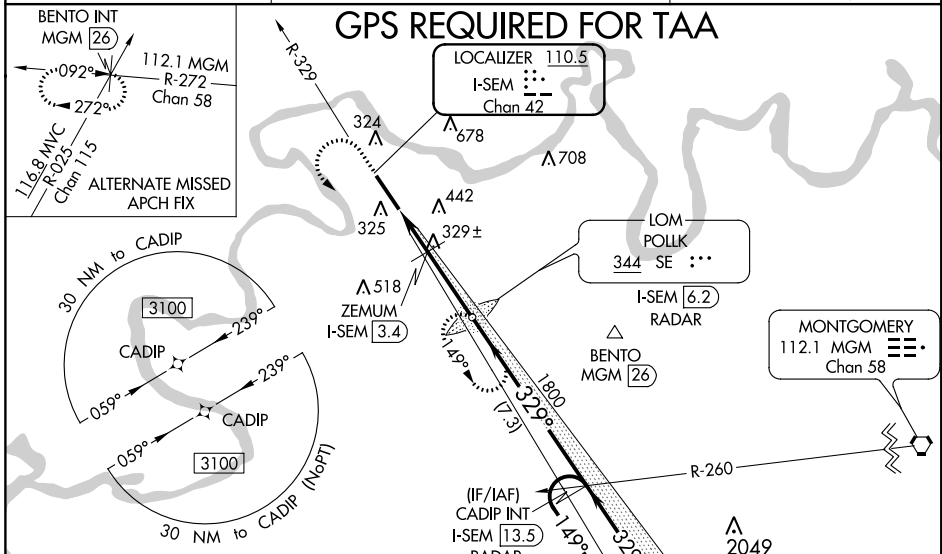 GPS REQUIRED FOR TAA
BENTO INT
MGM 26
092°
272°
112.1 MGM
R-272
Chan 58
116.8 MVC
R-025
Chan 115
ALTERNATE MISSED
APCH FIX
R-329
LOCALIZER 110.5
I-SEM
Chan 42
324
678
708
442
325
329±
518
ZEMUM
I-SEM 3.4
LOM
POLLK
344 SE
I-SEM 6.2
RADAR
BENTO
MGM 26
MONTGOMERY
112.1 MGM
Chan 58
30 NM to CADIP
3100
239°
CADIP
059°
239°
CADIP
059°
3100
30 NM to CADIP (NoPT)
149°
1800
329°
(7.3)
R-260
(IF/IAF)
CADIP INT
I-SEM 13.5
RADAR
149°
329
2049